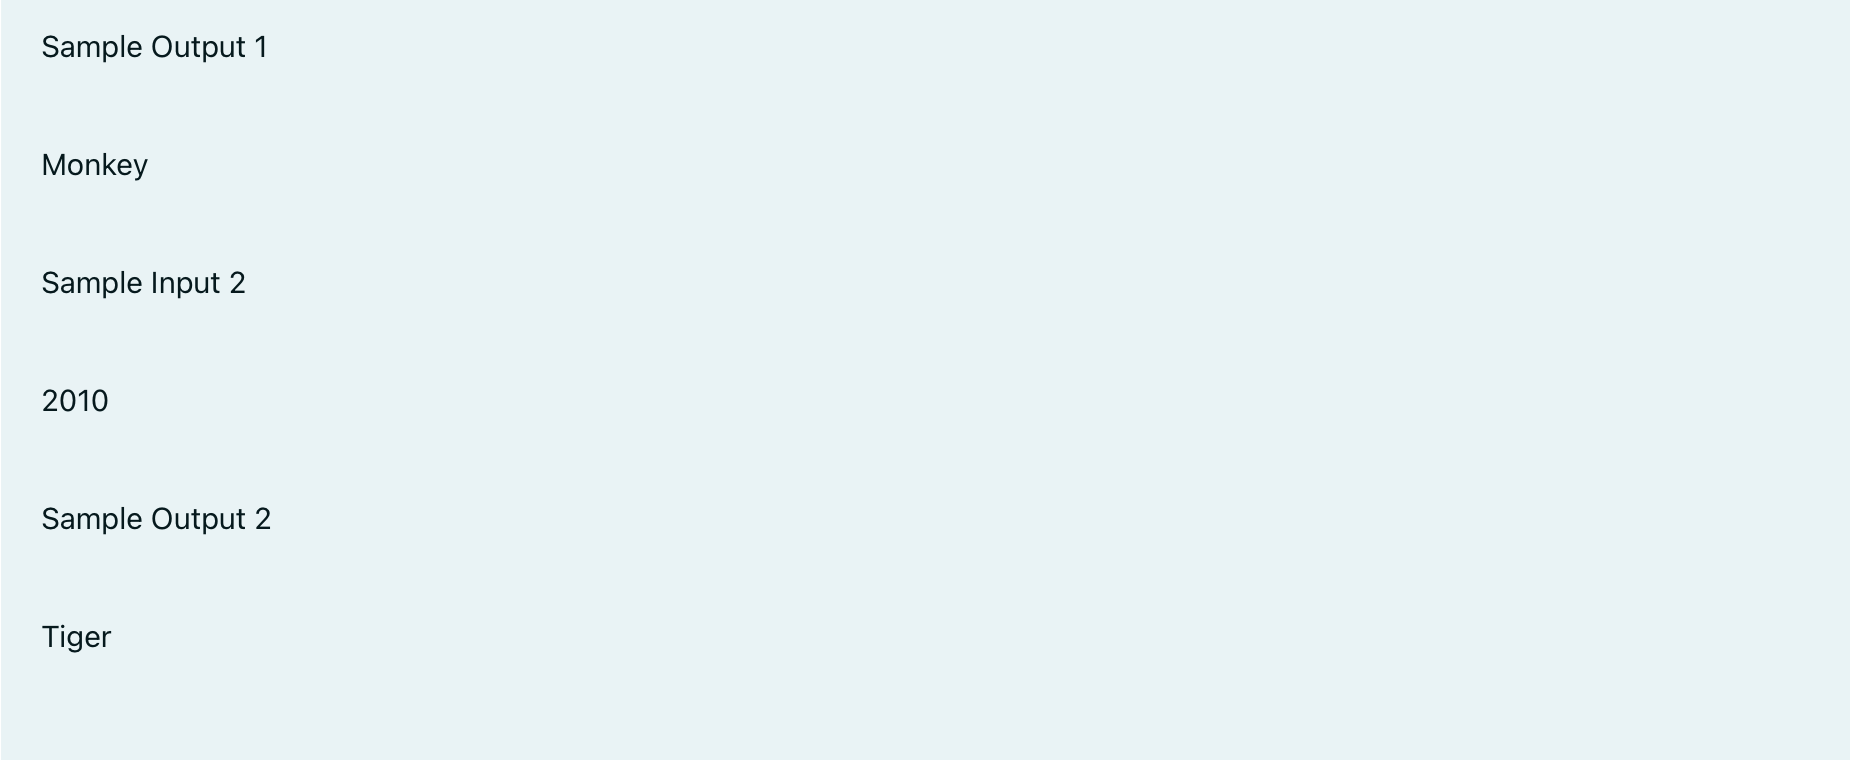 Sample Output 1
Monkey
Sample Input 2
2010
Sample Output 2
Tiger